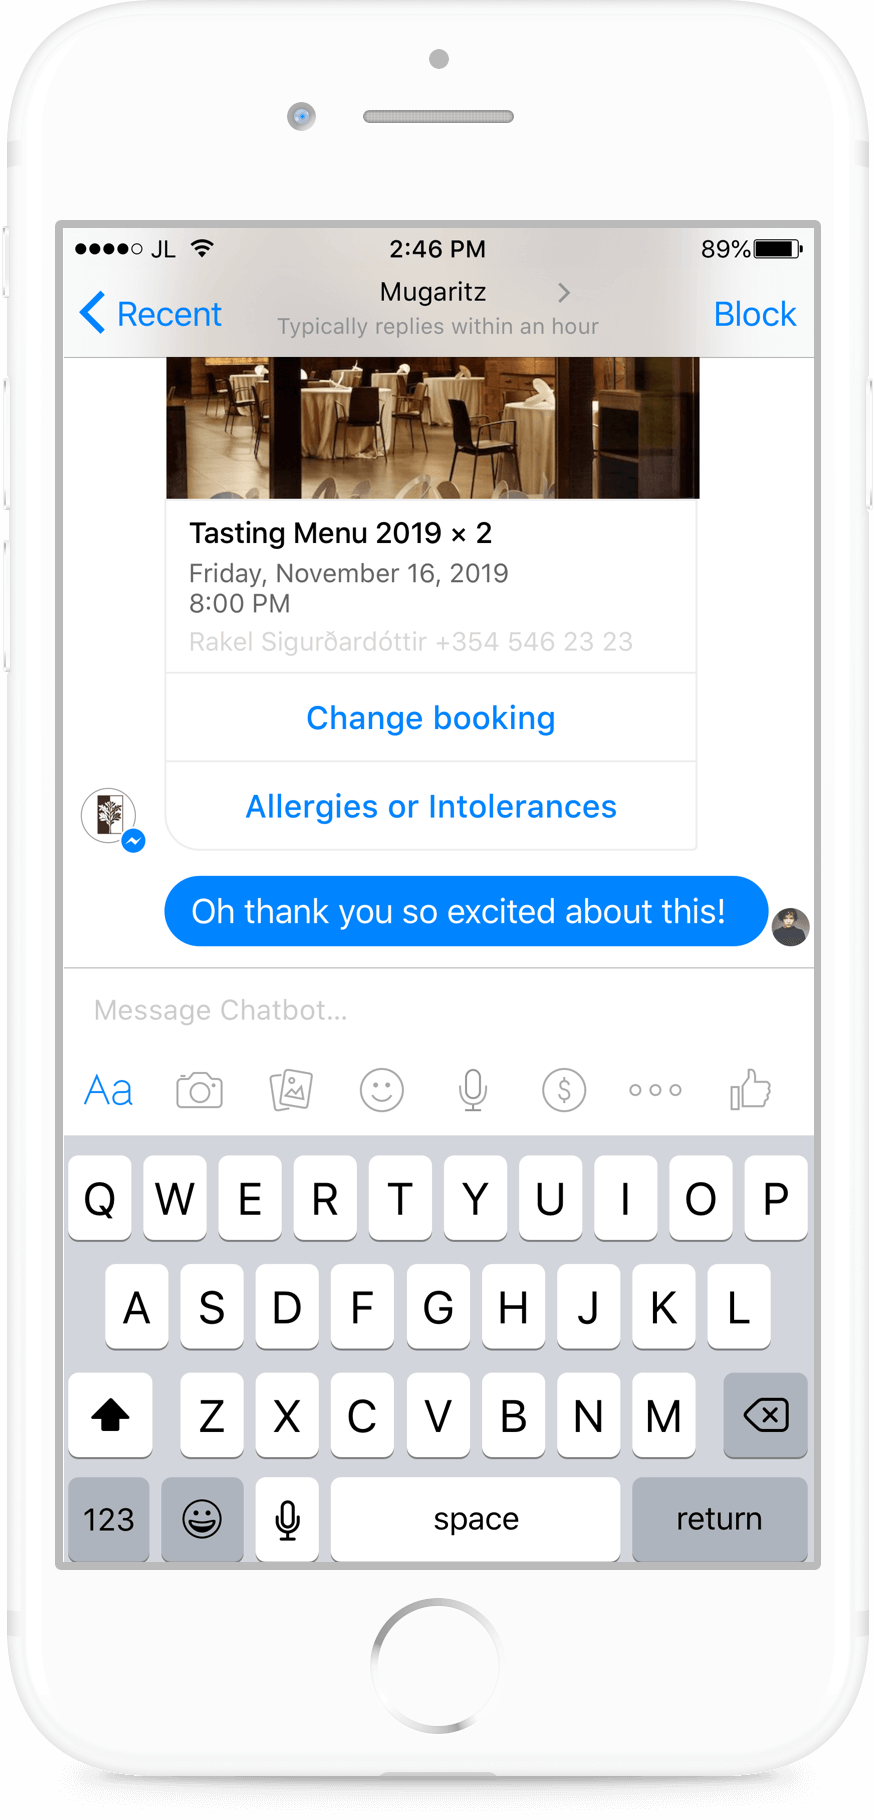 JL 2:46 PM 89%
Mugaritz
Recent Block
Typically replies within an hour
Tasting Menu 2019 × 2
Friday, November 16, 2019
8:00 PM
Rakel Sigurðardóttir +354 546 23 23
Change booking
Allergies or Intolerances
Oh thank you so excited about this!
Message Chatbot...
Aa
Q W E R T Y U I O P
A S D F G H J K L
Z X C V B N M
123 space return